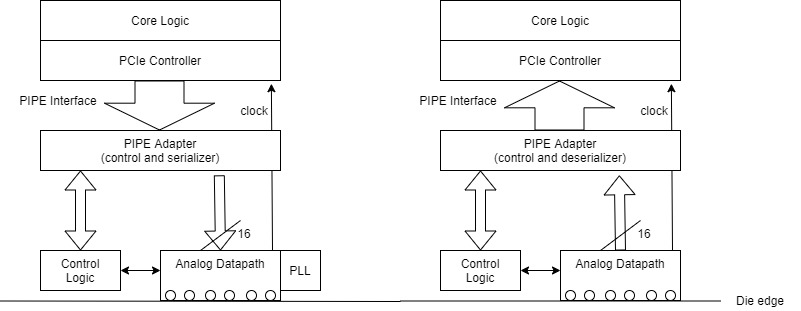 Core Logic
PCIe Controller
PIPE Interface
clock
PIPE Adapter
(control and serializer)
16
Control
Logic
Analog Datapath
PLL
Core Logic
PCIe Controller
PIPE Interface
clock
PIPE Adapter
(control and deserializer)
16
Control
Logic
Analog Datapath
Die edge